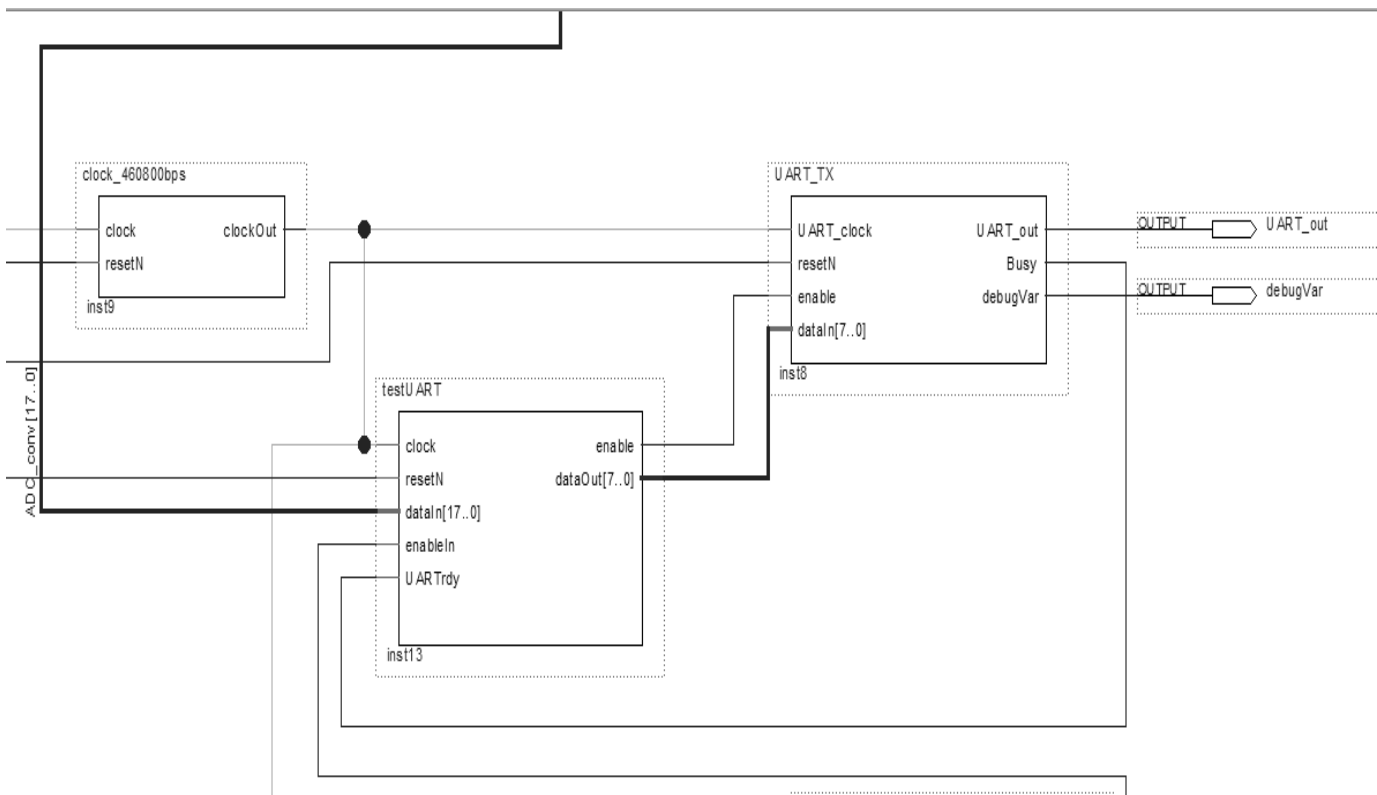 clock_460800bps
clock
clockOut
resetN
inst9
UART_TX
UART_clock
UART_out
resetN
Busy
enable
debugVar
dataIn[7..0]
inst8
OUTPUT
UART_out
OUTPUT
debugVar
ADC_conv[17..0]
testUART
clock
enable
resetN
dataOut[7..0]
dataIn[17..0]
enableIn
UARTrdy
inst13